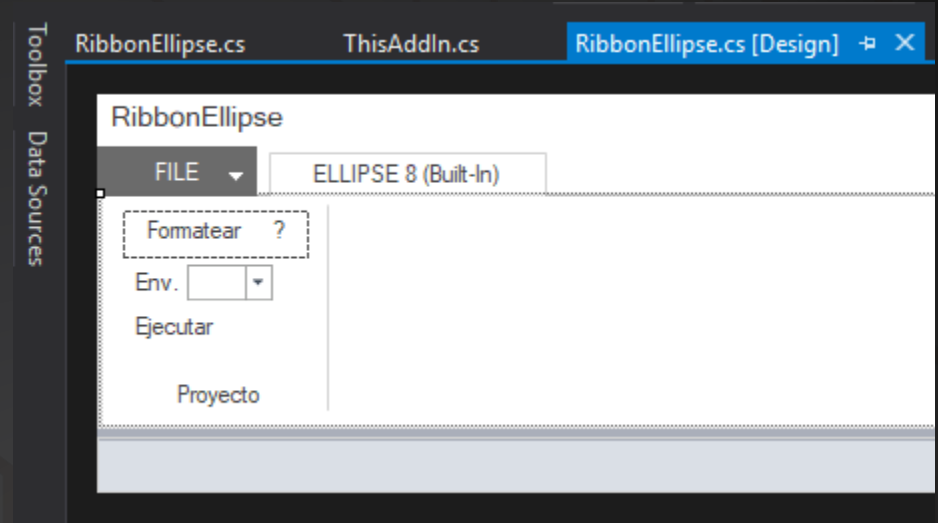 Toolbox
Data Sources
RibbonEllipse.cs
ThisAddIn.cs
RibbonEllipse.cs [Design]
RibbonEllipse
FILE
ELLIPSE 8 (Built-In)
Formatear ?
Env.
Ejecutar
Proyecto